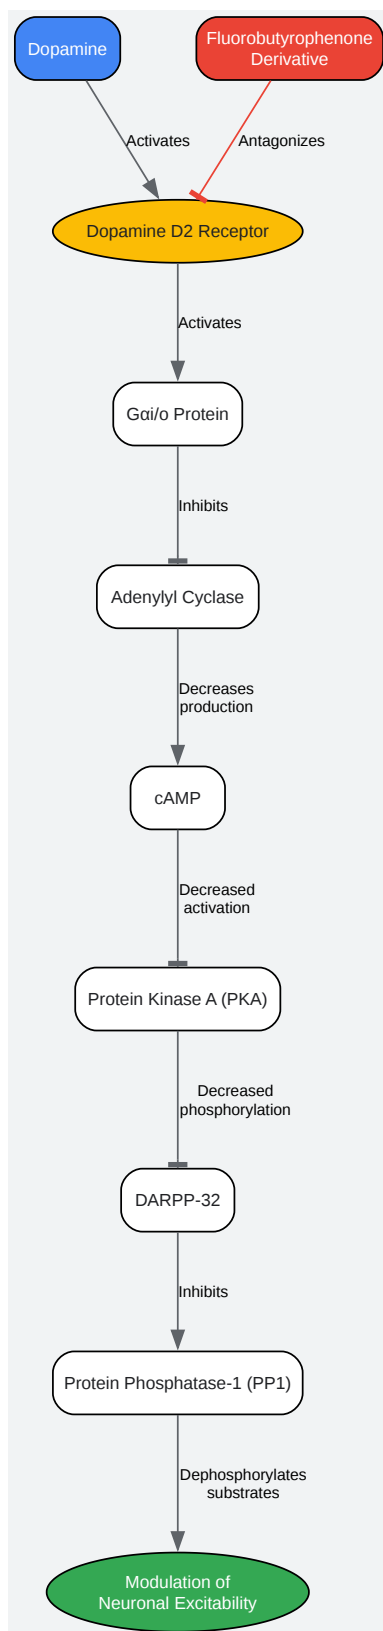 Dopamine
Fluorobutyrophenone
Derivative
Activates
Antagonizes
Dopamine D2 Receptor
Activates
Gαi/o Protein
Inhibits
Adenylyl Cyclase
Decreases
production
cAMP
Decreased
activation
Protein Kinase A (PKA)
Decreased
phosphorylation
DARPP-32
Inhibits
Protein Phosphatase-1 (PP1)
Dephosphorylates
substrates
Modulation of
Neuronal Excitability